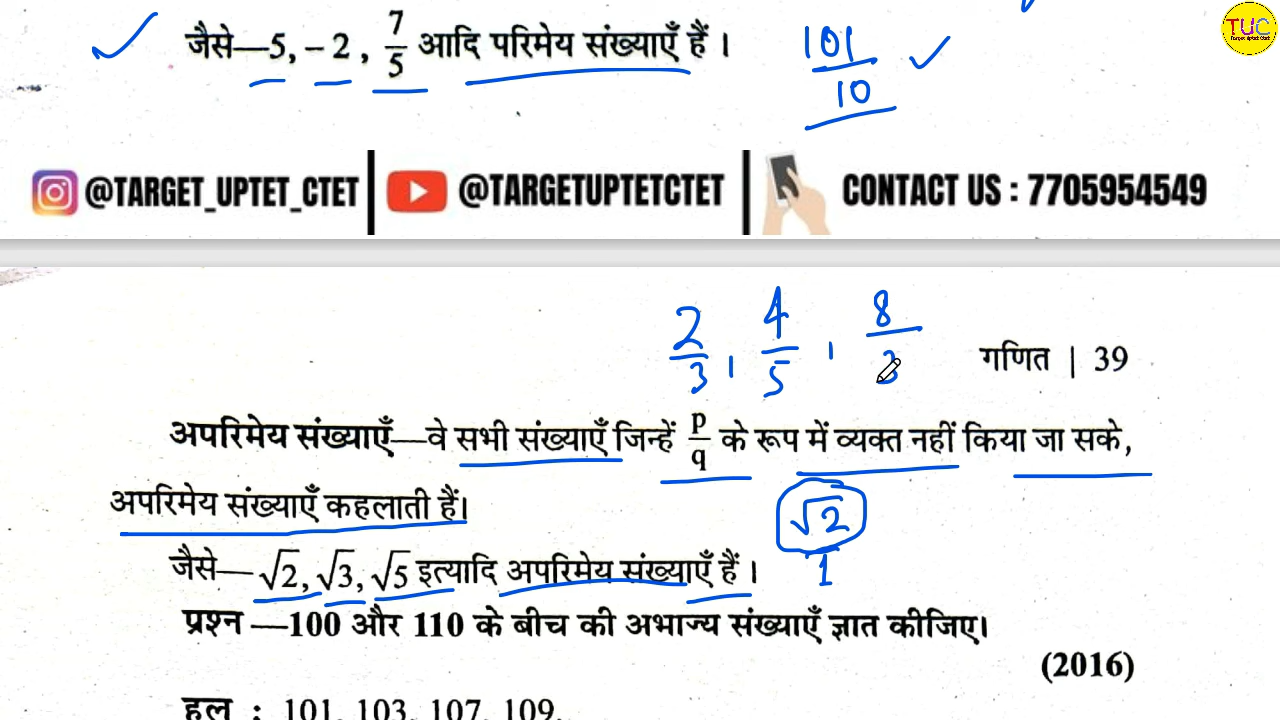 TUC
जैसे—5, – 2 , 7/5 आदि परिमेय संख्याएँ हैं ।
101/10
@TARGET_UPTET_CTET
@TARGETUPTETCTET
CONTACT US : 7705954549
2/3, 4/5, 8/3
गणित | 39
अपरिमेय संख्याएँ—वे सभी संख्याएँ जिन्हें p/q के रूप में व्यक्त नहीं किया जा सके,
अपरिमेय संख्याएँ कहलाती हैं।
√2/1
जैसे— √2, √3, √5 इत्यादि अपरिमेय संख्याएँ हैं ।
प्रश्न —100 और 110 के बीच की अभाज्य संख्याएँ ज्ञात कीजिए।
(2016)
हल : 101, 103, 107, 109.